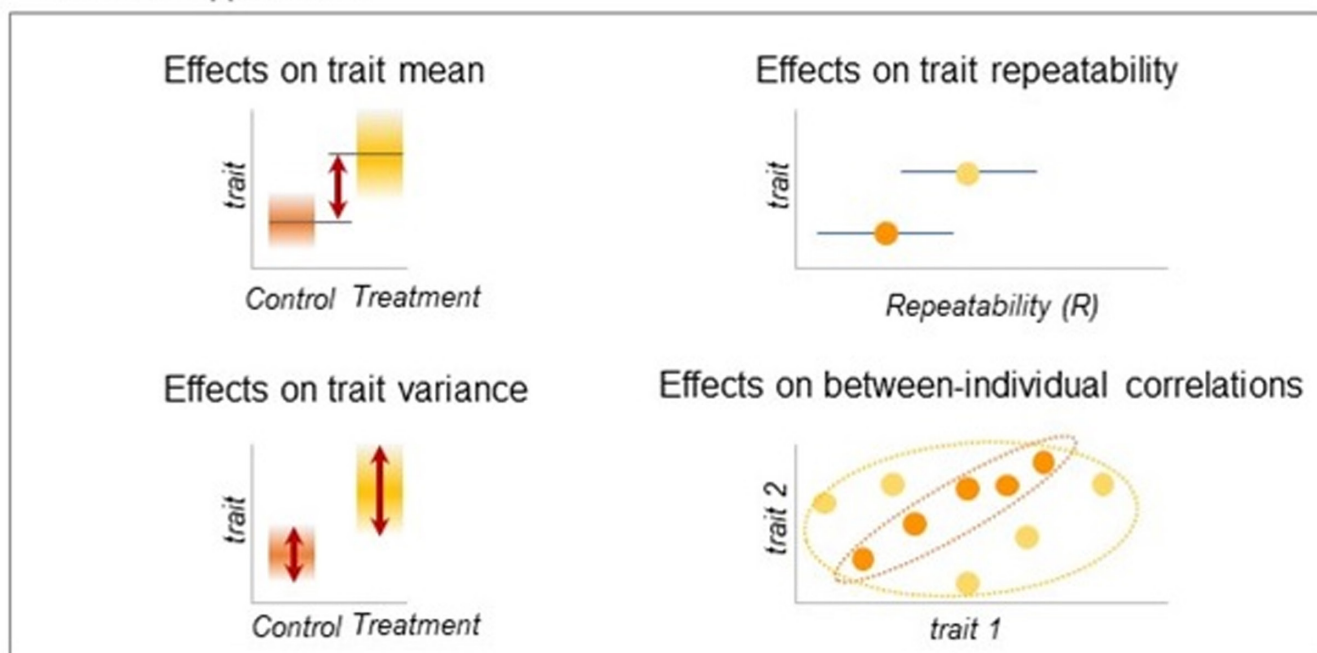 Effects on trait mean
trait
Control Treatment
Effects on trait repeatability
trait
Repeatability (R)
Effects on trait variance
trait
Control Treatment
Effects on between-individual correlations
trait 2
trait 1